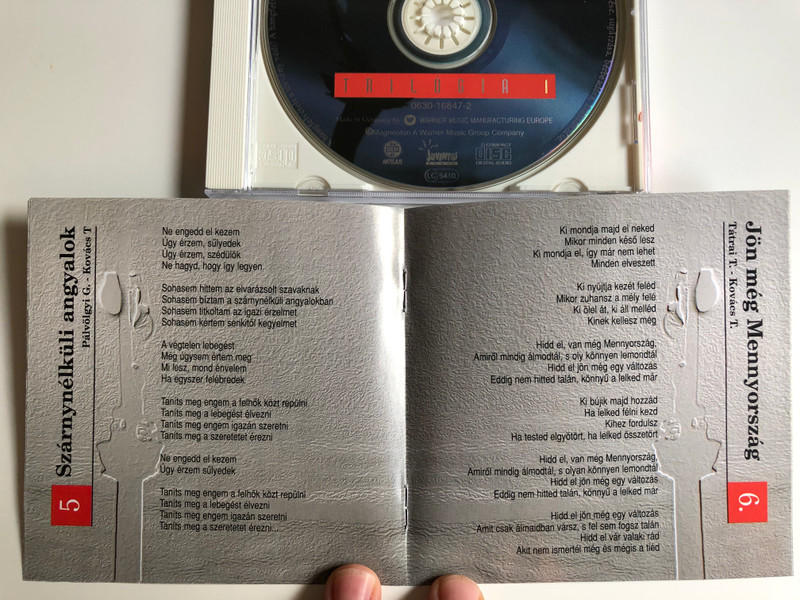 TRILOGIA I
0630-16847-2
Made in Germany by WARNER MUSIC MANUFACTURING EUROPE
Magneoton A Warner Music Group Company
ARTISJUS
JUVENTUS
COMPACT
disc
DIGITAL AUDIO
LC 5410
5
Szárnynélküli angyalok
Pálvölgyi G. - Kovács T
Ne engedd el kezem
Úgy érzem, sűlyedek
Úgy érzem, szédülök
Ne hagyd, hogy így legyen.
Sohasem hittem az elvarázsolt szavaknak
Sohasem bíztam a szárnynélküli angyalokban
Sohasem titkoltam az igazi érzelmet
Sohasem kértem senkitől kegyelmet
A végtelen lebegést
Még úgysem értem meg
Mi lesz, mond énvelem
Ha egyszer felébredek
Taníts meg engem a felhők közt repülni
Taníts meg a lebegést élvezni
Taníts meg engem igazán szeretni
Taníts meg a szeretetet érezni
Ne engedd el kezem
Úgy érzem sűlyedek
Taníts meg engem a felhők közt repülni
Taníts meg a lebegést élvezni
Taníts meg engem igazán szeretni
Taníts meg a szeretetet érezni...
6.
Jön még Mennyország
Tátrai T. - Kovács T.
Ki mondja majd el neked
Mikor minden késő lesz
Ki mondja el, így már nem lehet
Minden elveszett
Ki nyújtja kezét feléd
Mikor zuhansz a mély felé
Ki ölel át, ki áll melléd
Kinek kellesz még
Hidd el, van még Mennyország,
Amiről mindig álmodtál, s oly könnyen lemondtál
Hidd el jön még egy változás
Eddig nem hitted talán, könnyű a lelked már
Ki bújik majd hozzád
Ha lelked félni kezd
Kihez fordulsz
Ha tested elgyötört, ha lelked összetört
Hidd el, van még Mennyország,
Amiről mindig álmodtál, s olyan könnyen lemondtál
Hidd el jön még egy változás
Eddig nem hitted talán, könnyű a lelked már
Hidd el jön még egy változás
Amit csak álmaidban vársz, s fel sem fogsz talán
Hidd el vár valaki rád
Akit nem ismertél még és mégis a tiéd